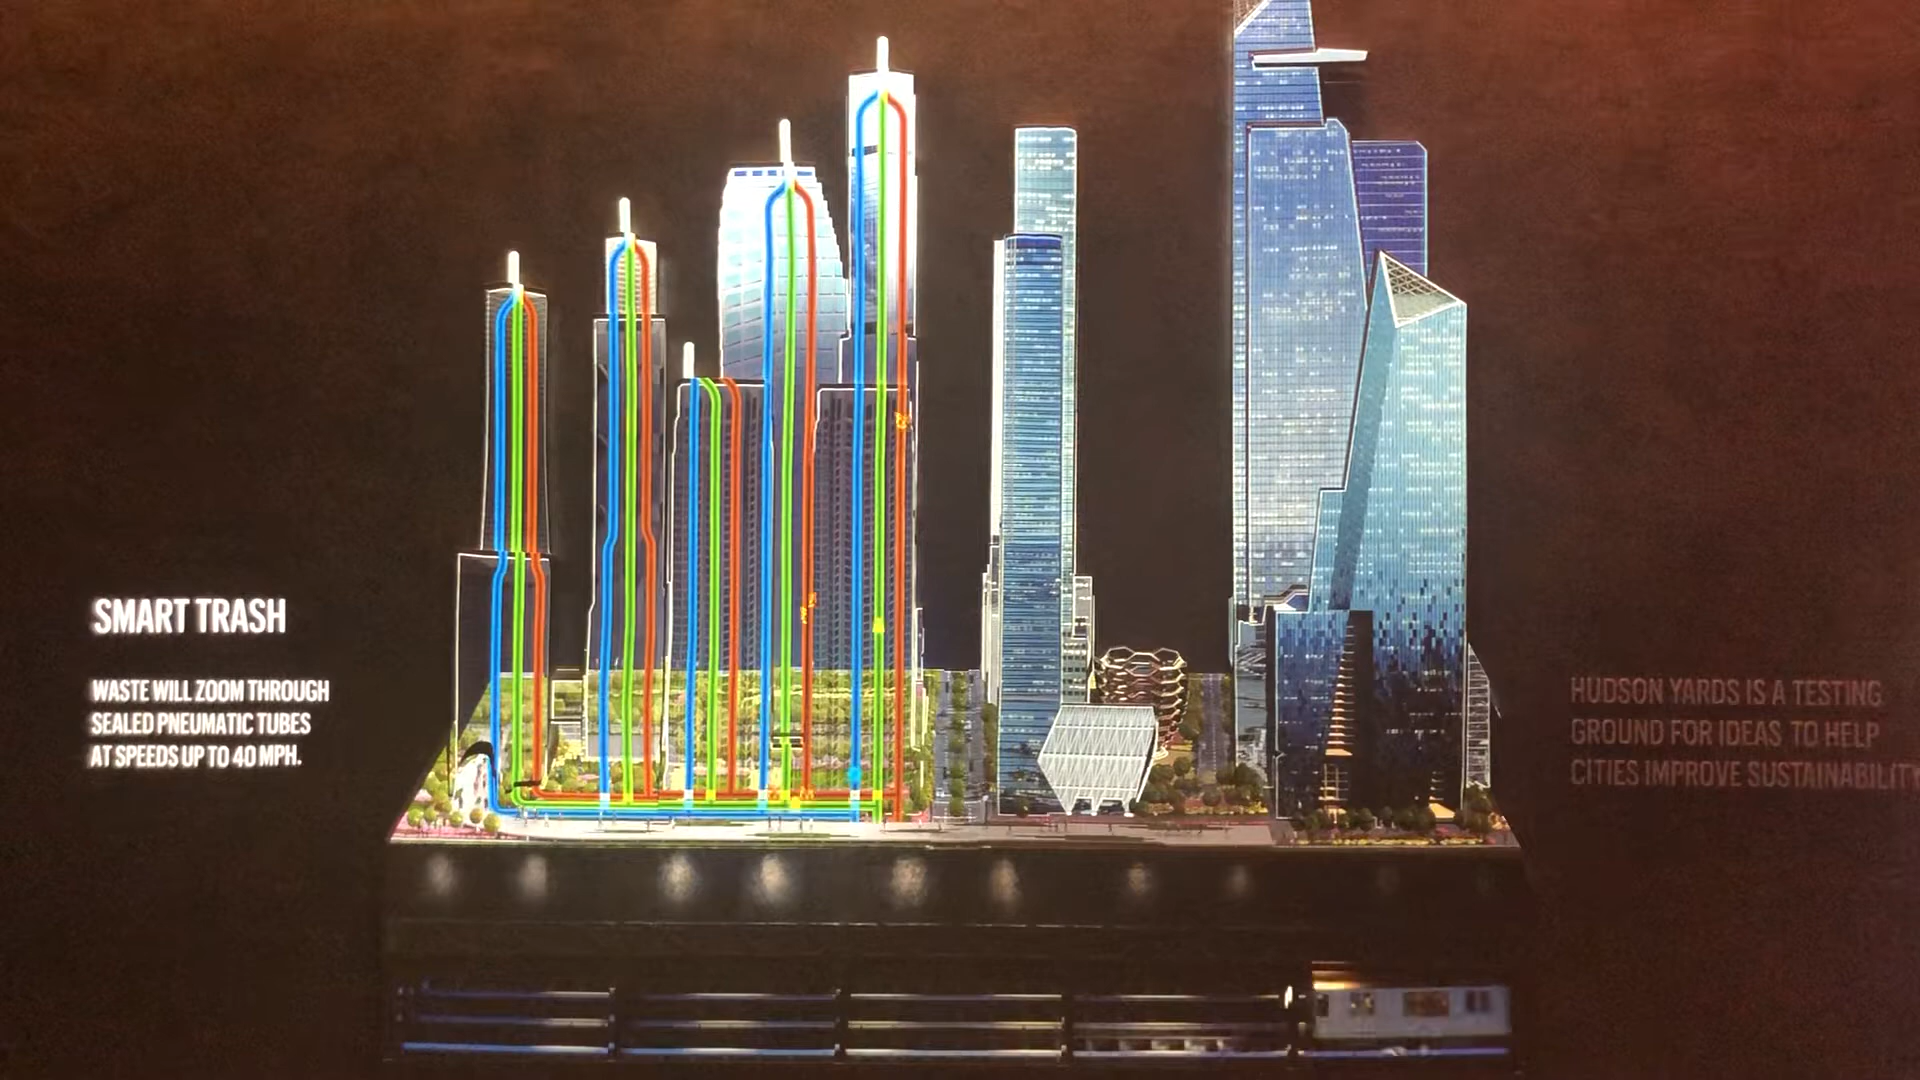 SMART TRASH
WASTE WILL ZOOM THROUGH
SEALED PNEUMATIC TUBES
AT SPEEDS UP TO 40 MPH.
HUDSON YARDS IS A TESTING
GROUND FOR IDEAS TO HELP
CITIES IMPROVE SUSTAINABILITY